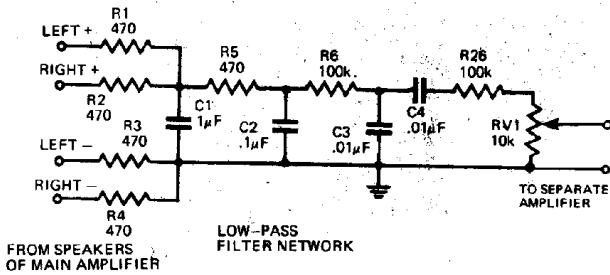 R1
470
LEFT +
RIGHT +
R2
470
R5
470
R6
100k
R26
100k
C1
1µF
C2
.1µF
C3
.01µF
C4
.01µF
RV1
10k
R3
470
LEFT –
RIGHT –
R4
470
TO SEPARATE
AMPLIFIER
FROM SPEAKERS
OF MAIN AMPLIFIER
LOW–PASS
FILTER NETWORK